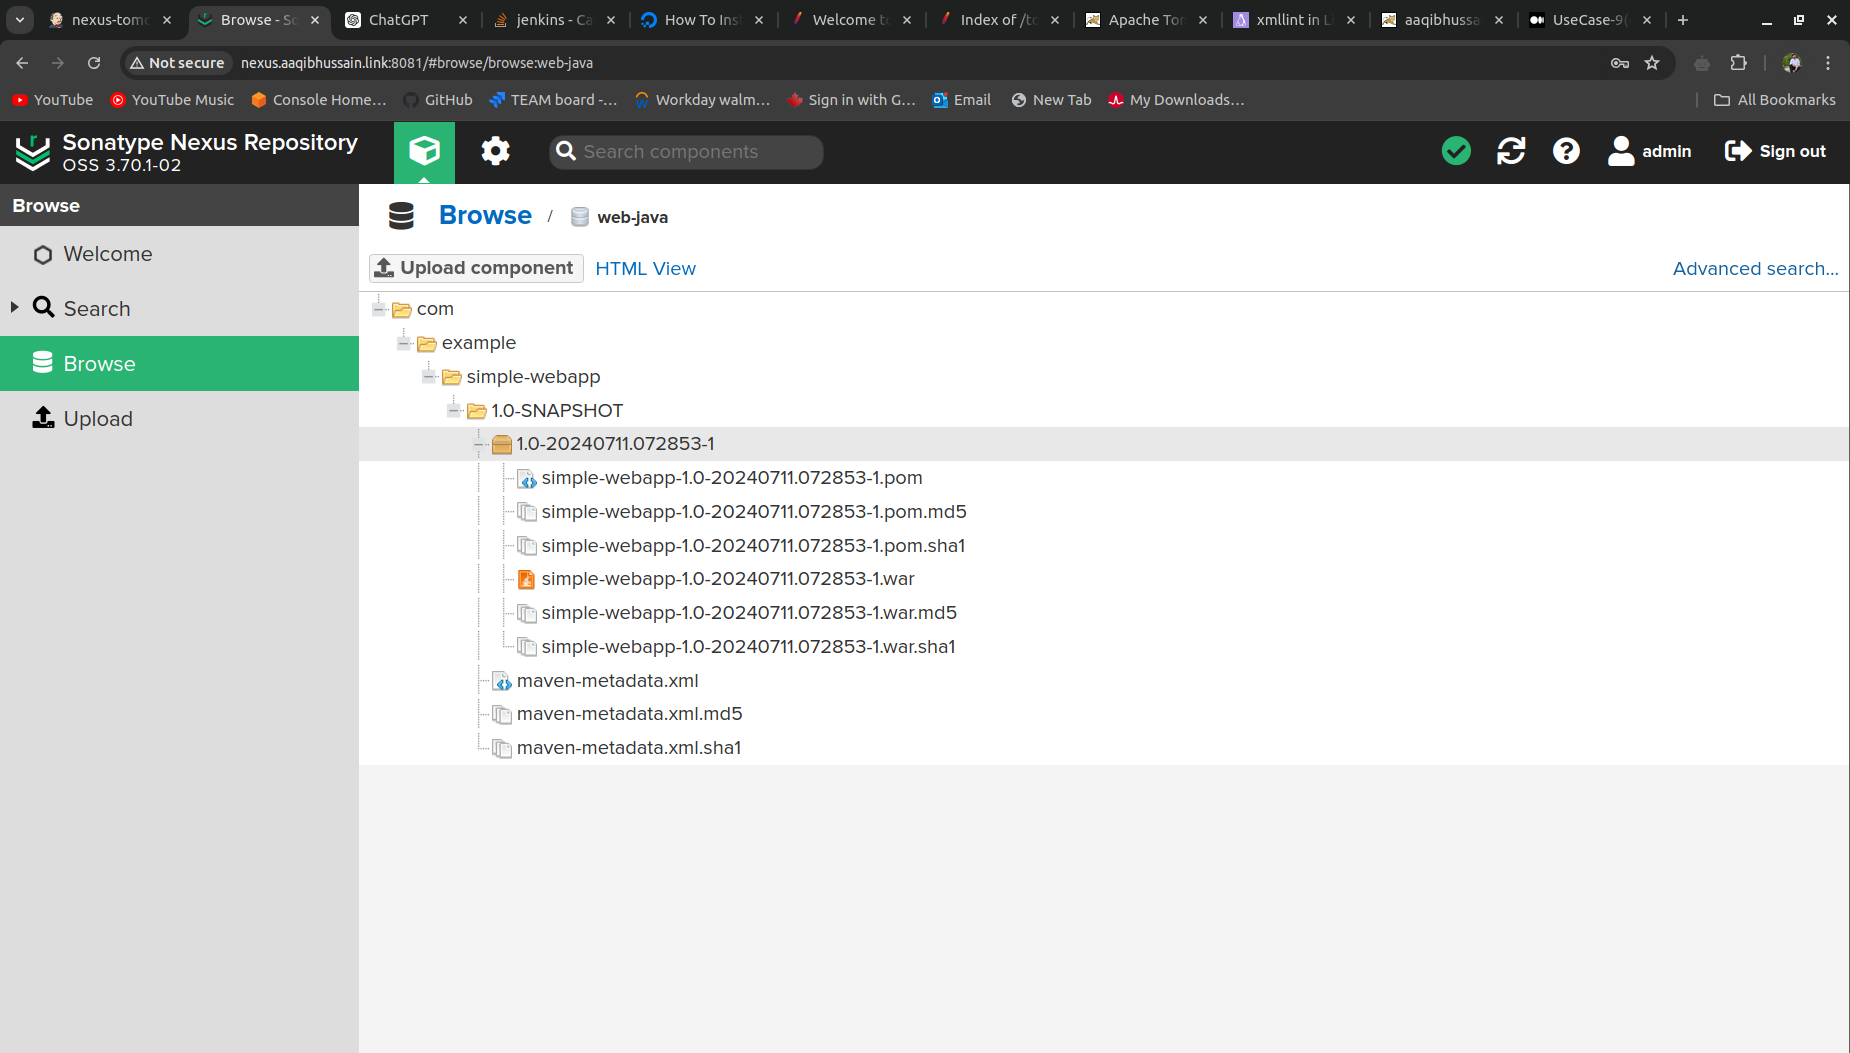 nexus-tomc
Browse - So
ChatGPT
jenkins - Ca
How To Inst
Welcome to
Index of /to
Apache Tom
xmllint in Li
aaqibhussa
UseCase-9(
Not secure
nexus.aaqibhussain.link:8081/#browse/browse:web-java
YouTube
YouTube Music
Console Home...
GitHub
TEAM board -...
Workday walm...
Sign in with G...
Email
New Tab
My Downloads...
All Bookmarks
Sonatype Nexus Repository
OSS 3.70.1-02
Search components
admin
Sign out
Browse
Welcome
Search
Browse
Upload
Browse / web-java
Upload component
HTML View
Advanced search...
com
example
simple-webapp
1.0-SNAPSHOT
1.0-20240711.072853-1
simple-webapp-1.0-20240711.072853-1.pom
simple-webapp-1.0-20240711.072853-1.pom.md5
simple-webapp-1.0-20240711.072853-1.pom.sha1
simple-webapp-1.0-20240711.072853-1.war
simple-webapp-1.0-20240711.072853-1.war.md5
simple-webapp-1.0-20240711.072853-1.war.sha1
maven-metadata.xml
maven-metadata.xml.md5
maven-metadata.xml.sha1